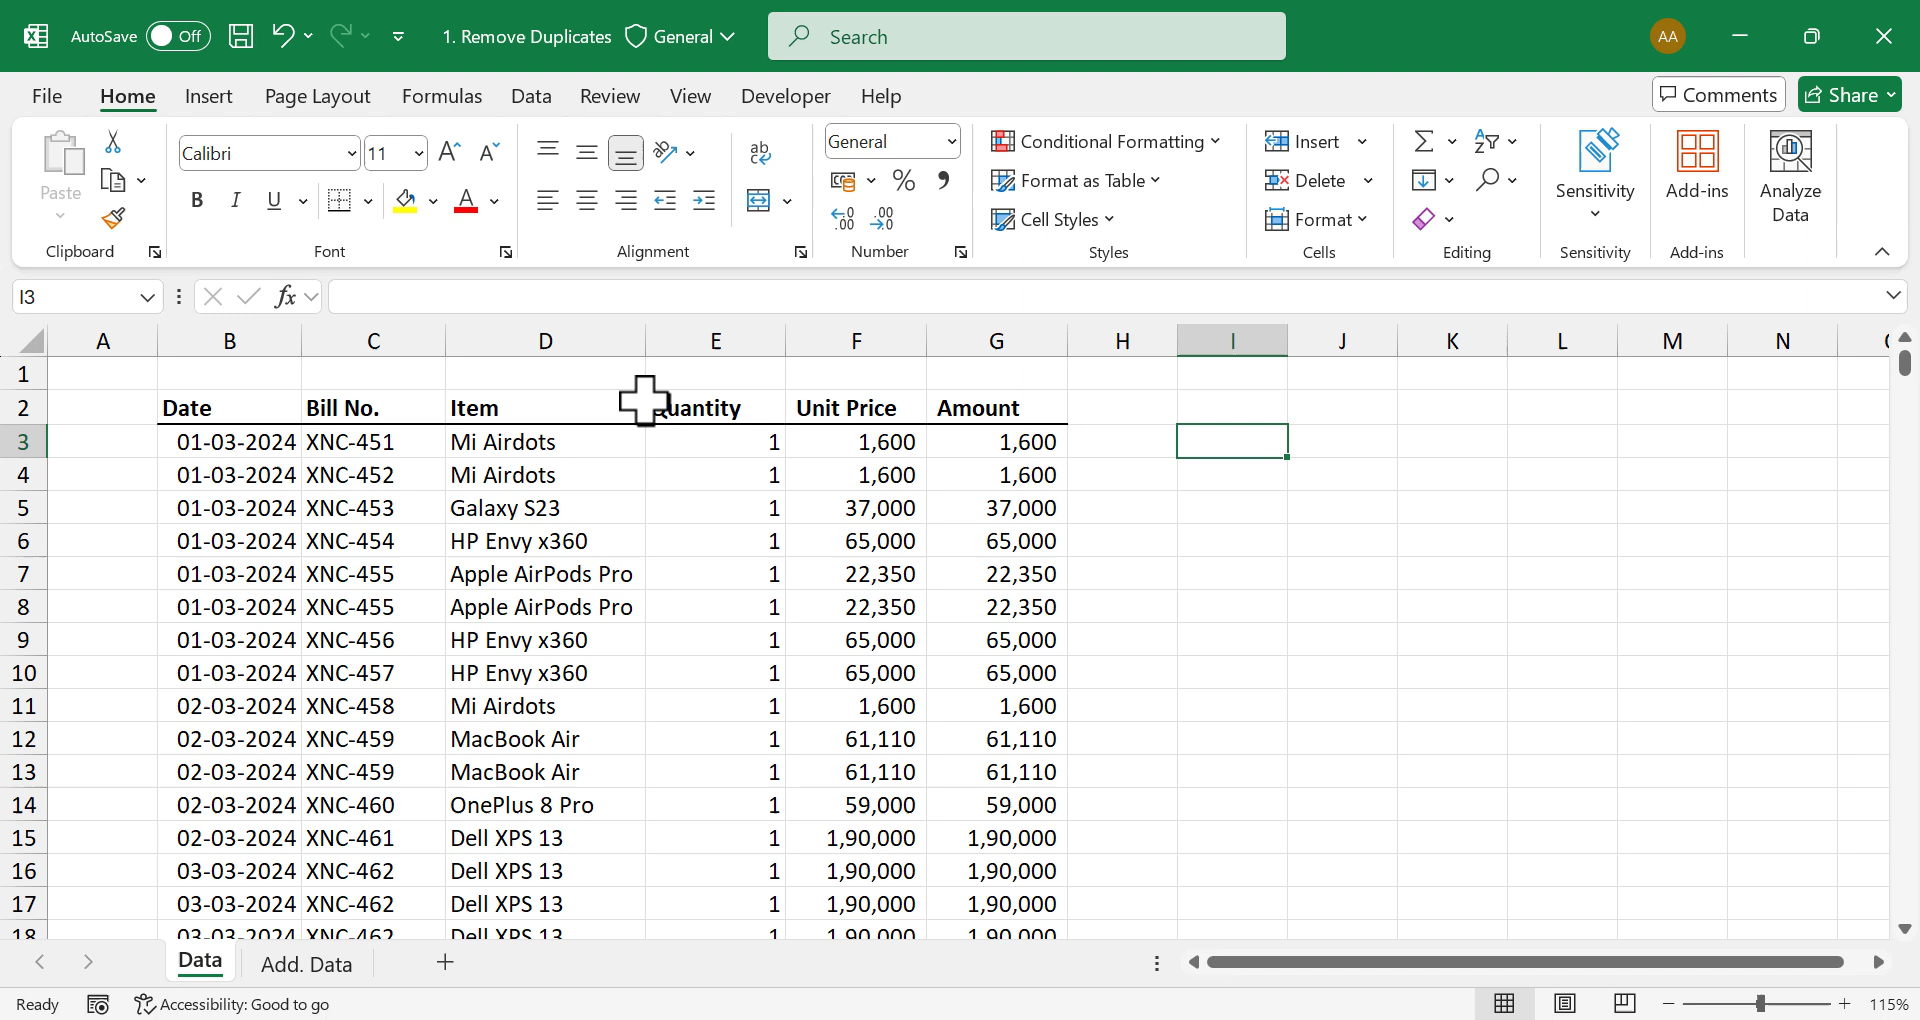 AutoSave Off 1. Remove Duplicates General Search AA
File Home Insert Page Layout Formulas Data Review View Developer Help Comments Share
Paste Calibri 11 General Conditional Formatting Insert Sensitivity Add-ins Analyze Data
Format as Table Delete
B I U Cell Styles Format
Clipboard Font Alignment Number Styles Cells Editing Sensitivity Add-ins
I3 fx
A B C D E F G H I J K L M N
1
2 Date Bill No. Item uantity Unit Price Amount
3 01-03-2024 XNC-451 Mi Airdots 1 1,600 1,600
4 01-03-2024 XNC-452 Mi Airdots 1 1,600 1,600
5 01-03-2024 XNC-453 Galaxy S23 1 37,000 37,000
6 01-03-2024 XNC-454 HP Envy x360 1 65,000 65,000
7 01-03-2024 XNC-455 Apple AirPods Pro 1 22,350 22,350
8 01-03-2024 XNC-455 Apple AirPods Pro 1 22,350 22,350
9 01-03-2024 XNC-456 HP Envy x360 1 65,000 65,000
10 01-03-2024 XNC-457 HP Envy x360 1 65,000 65,000
11 02-03-2024 XNC-458 Mi Airdots 1 1,600 1,600
12 02-03-2024 XNC-459 MacBook Air 1 61,110 61,110
13 02-03-2024 XNC-459 MacBook Air 1 61,110 61,110
14 02-03-2024 XNC-460 OnePlus 8 Pro 1 59,000 59,000
15 02-03-2024 XNC-461 Dell XPS 13 1 1,90,000 1,90,000
16 03-03-2024 XNC-462 Dell XPS 13 1 1,90,000 1,90,000
17 03-03-2024 XNC-462 Dell XPS 13 1 1,90,000 1,90,000
18 03-03-2024 XNC-462 Dell XPS 13 1 1,90,000 1,90,000
Data Add. Data
Ready Accessibility: Good to go 115%